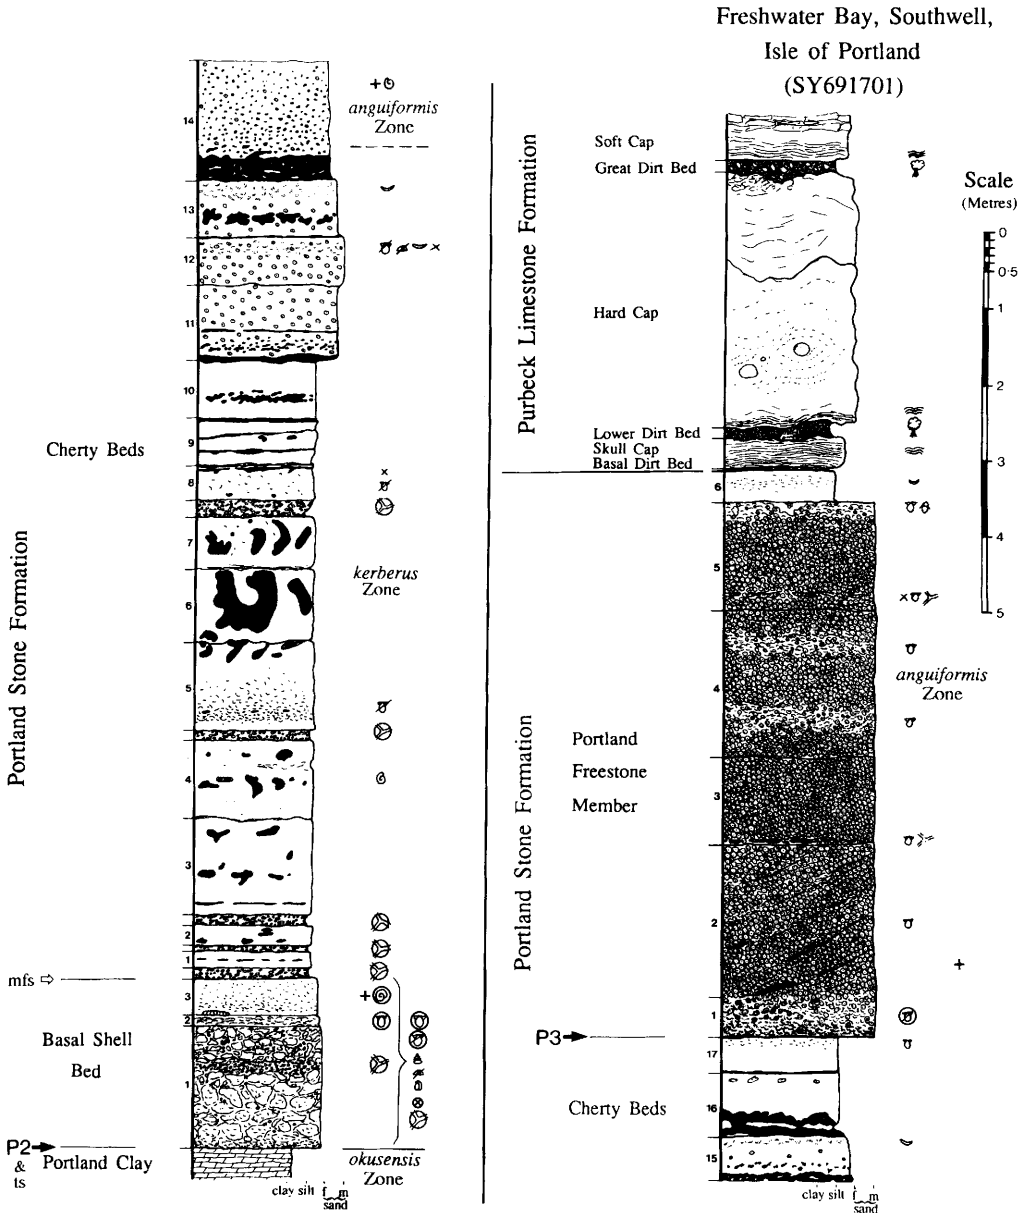 Freshwater Bay, Southwell,
Isle of Portland
(SY691701)
Portland Stone Formation
14
13
12
11
10
9
8
7
6
5
4
3
2
1
3
2
1
Cherty Beds
mfs
Basal Shell
Bed
P2
&
ts
Portland Clay
anguiformis
Zone
kerberus
Zone
okusensis
Zone
clay silt
f m
sand
Purbeck Limestone Formation
Soft Cap
Great Dirt Bed
Hard Cap
Lower Dirt Bed
Skull Cap
Basal Dirt Bed
Portland Stone Formation
Portland
Freestone
Member
P3
Cherty Beds
6
5
4
3
2
1
17
16
15
anguiformis
Zone
clay silt
f m
sand
Scale
(Metres)
0
0·5
1
2
3
4
5